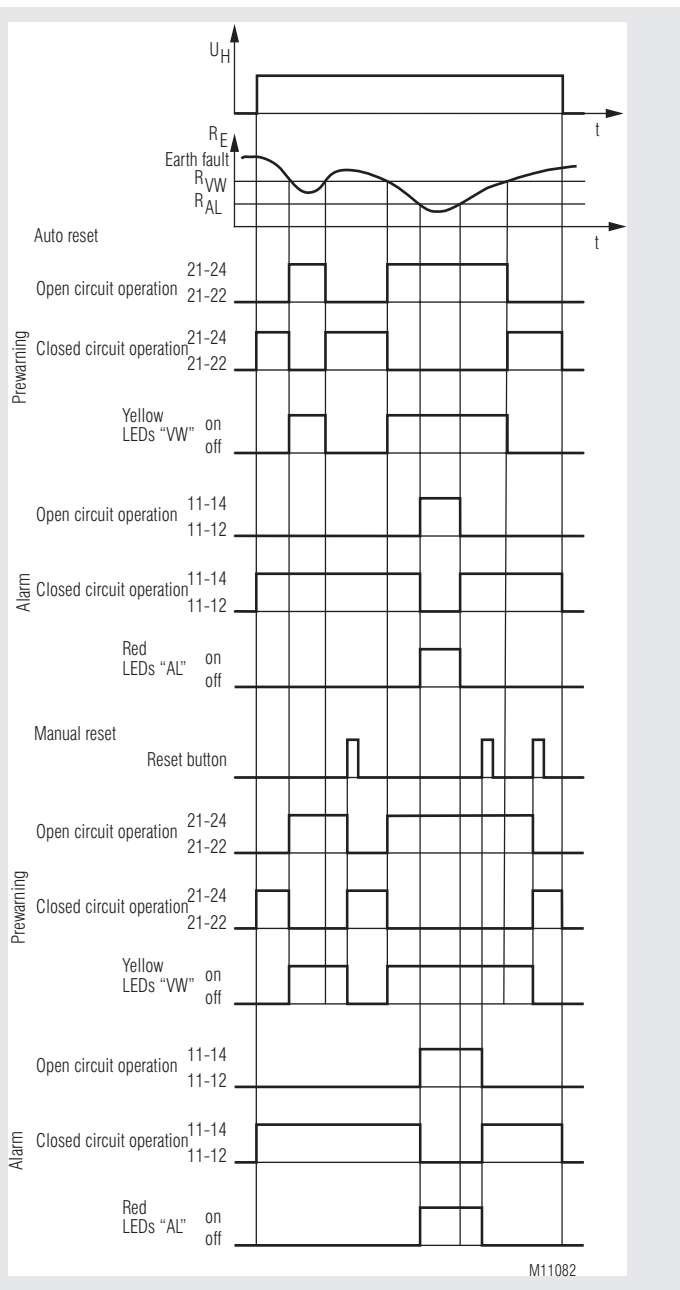 UH
t
RE
Earth fault
RVW
RAL
t
Auto reset
Prewarning
Open circuit operation 21-24
21-22
Closed circuit operation 21-24
21-22
Yellow
LEDs “VW” on
off
Alarm
Open circuit operation 11-14
11-12
Closed circuit operation 11-14
11-12
Red
LEDs “AL” on
off
Manual reset
Reset button
Prewarning
Open circuit operation 21-24
21-22
Closed circuit operation 21-24
21-22
Yellow
LEDs “VW” on
off
Alarm
Open circuit operation 11-14
11-12
Closed circuit operation 11-14
11-12
Red
LEDs “AL” on
off
M11082